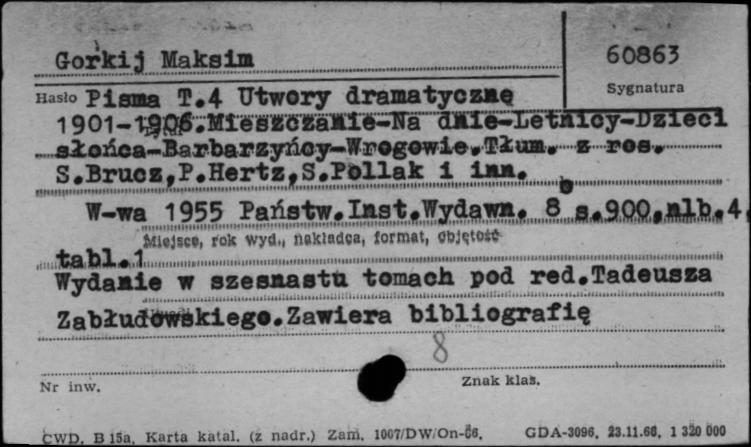 Gorkij Maksim
60863
Sygnatura
Hasło Pisma T.4 Utwory dramatycznę
1901-1906.Mieszczanie-Na dnie-Letnicy-Dzieci
słońca-Barbarzyńcy-Wrogowie.Tłum. z ros.
S.Brucz,P.Hertz,S.Pollak i inn.
W-wa 1955 Państw.Inst.Wydawn. 8° s.900,nlb.4,
Miejsce, rok wyd., nakładca, format, objętość
tabl.1
Wydanie w szesnastu tomach pod red.Tadeusza
Zabłudowskiego.Zawiera bibliografię
8
Nr inw.
Znak klas.
CWD. B 15a. Karta katal. (z nadr.) Zam. 1007/DW/On-66. GDA-3096, 23.11.66, 1 320 000